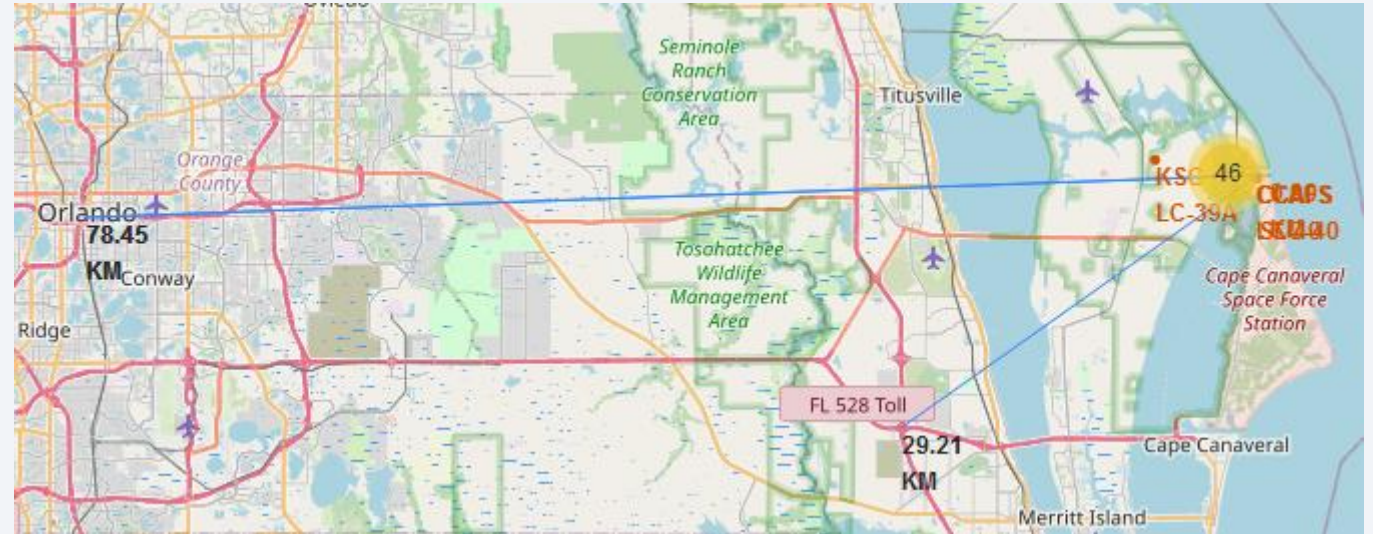 Seminole
Ranch
Conservation
Area
Titusville
Orange
County
46
KSC
LC-39A
Orlando
78.45
KM
Conway
Tosohatchee
Wildlife
Management
Area
Cape Canaveral
Space Force
Station
Ridge
FL 528 Toll
29.21
KM
Cape Canaveral
Merritt Island